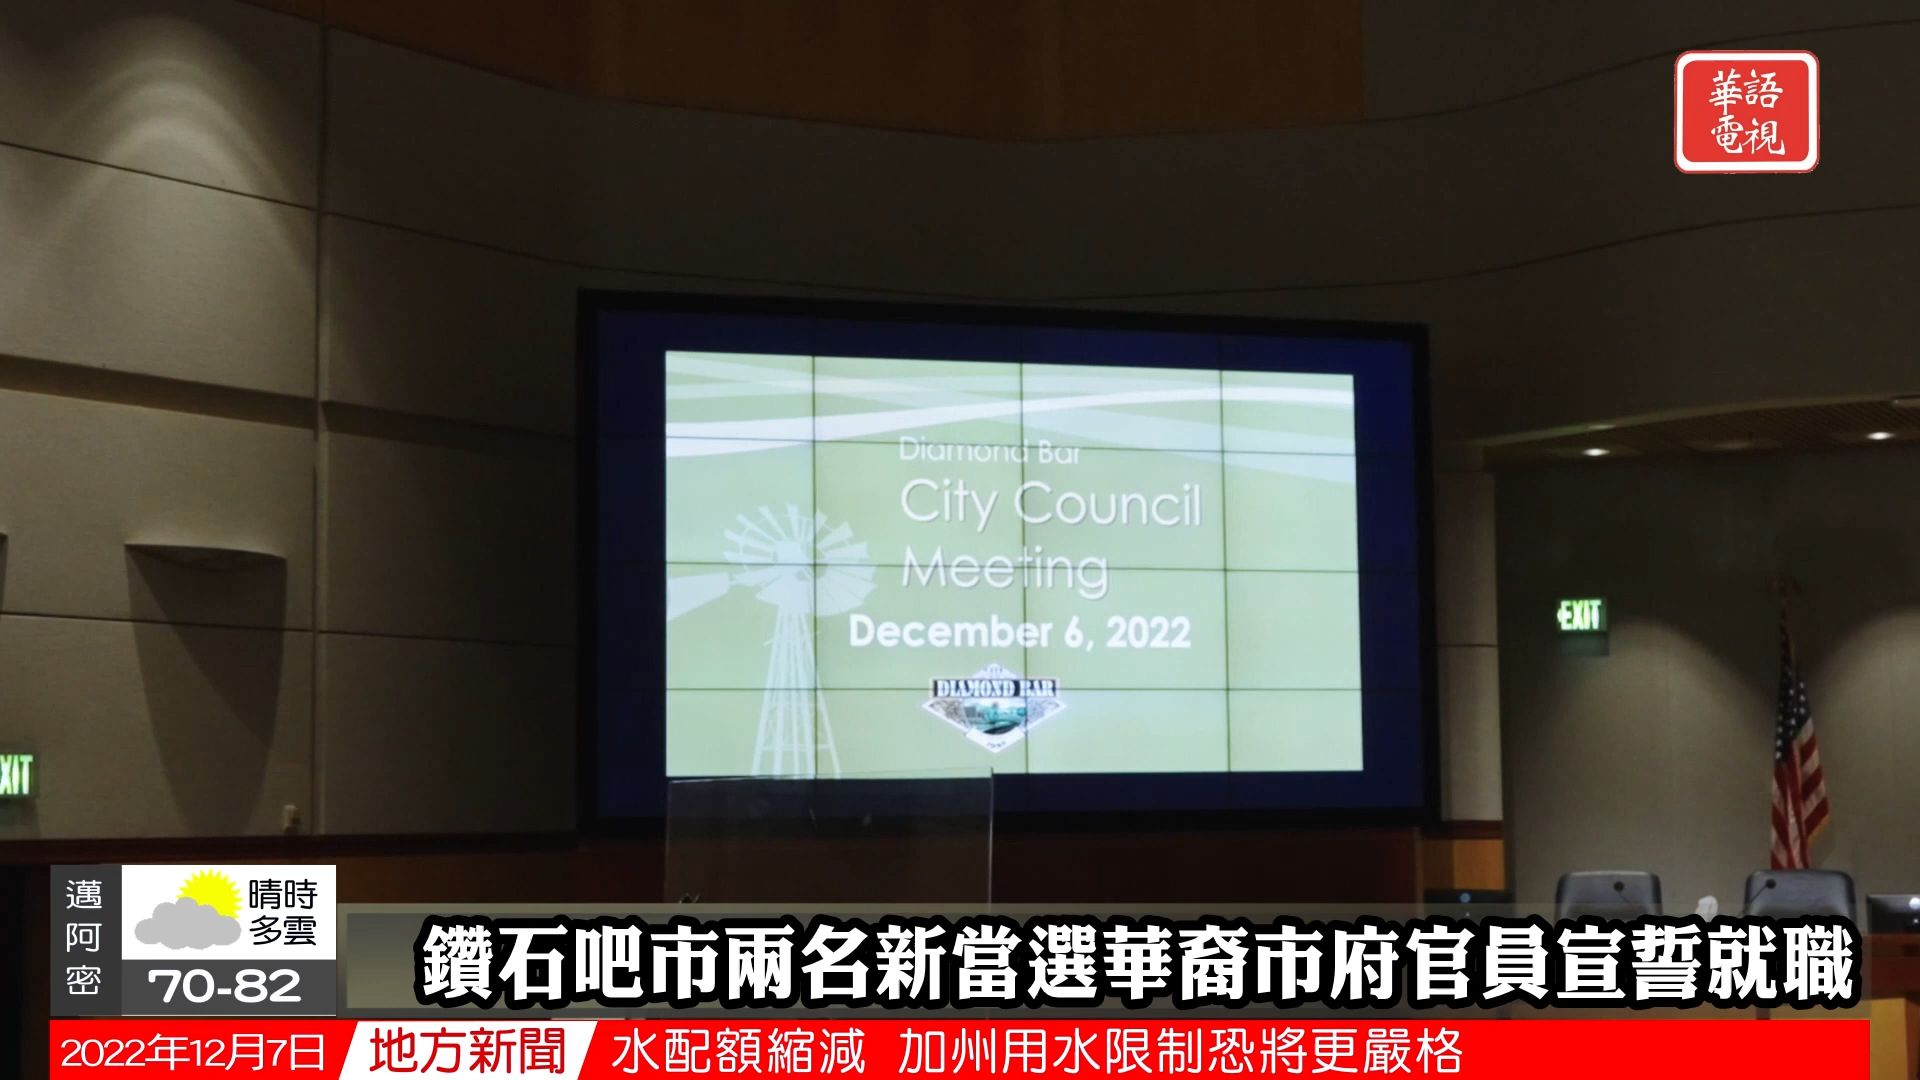 華語
電視
Diamond Bar
City Council
Meeting
December 6, 2022
DIAMOND BAR
EXIT
EXIT
邁阿密
晴時
多雲
70-82
鑽石吧市兩名新當選華裔市府官員宣誓就職
2022年12月7日
地方新聞
水配額縮減 加州用水限制恐將更嚴格